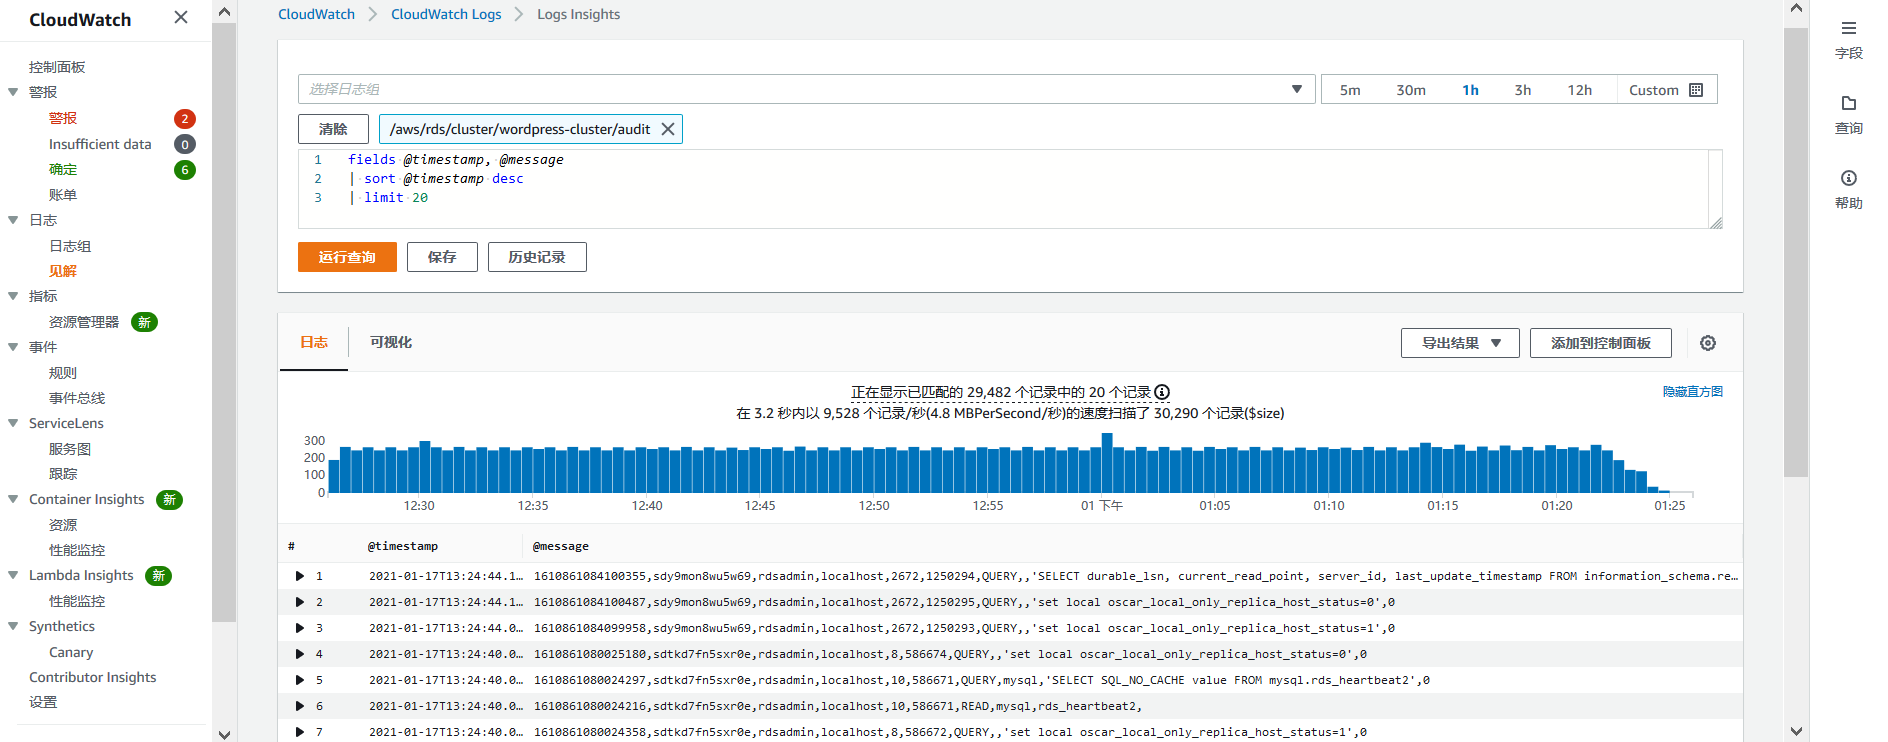 CloudWatch
控制面板
警报
警报 2
Insufficient data 0
确定 6
账单
日志
日志组
见解
指标
资源管理器 新
事件
规则
事件总线
ServiceLens
服务图
跟踪
Container Insights 新
资源
性能监控
Lambda Insights 新
性能监控
Synthetics
Canary
Contributor Insights
设置
CloudWatch > CloudWatch Logs > Logs Insights
选择日志组
5m 30m 1h 3h 12h Custom
清除 /aws/rds/cluster/wordpress-cluster/audit
1 fields @timestamp, @message
2 | sort @timestamp desc
3 | limit 20
运行查询 保存 历史记录
日志 可视化 导出结果 添加到控制面板
正在显示已匹配的 29,482 个记录中的 20 个记录
隐藏直方图
在 3.2 秒内以 9,528 个记录/秒(4.8 MBPerSecond/秒)的速度扫描了 30,290 个记录($size)
300
200
100
0
12:30 12:35 12:40 12:45 12:50 12:55 01 下午 01:05 01:10 01:15 01:20 01:25
# @timestamp @message
1 2021-01-17T13:24:44.1... 1610861084100355,sdy9mon8wu5w69,rdsadmin,localhost,2672,1250294,QUERY,,'SELECT durable_lsn, current_read_point, server_id, last_update_timestamp FROM information_schema.re...
2 2021-01-17T13:24:44.1... 1610861084100487,sdy9mon8wu5w69,rdsadmin,localhost,2672,1250295,QUERY,,'set local oscar_local_only_replica_host_status=0',0
3 2021-01-17T13:24:44.0... 1610861084099958,sdy9mon8wu5w69,rdsadmin,localhost,2672,1250293,QUERY,,'set local oscar_local_only_replica_host_status=1',0
4 2021-01-17T13:24:40.0... 1610861080025180,sdtkd7fn5sxr0e,rdsadmin,localhost,8,586674,QUERY,,'set local oscar_local_only_replica_host_status=0',0
5 2021-01-17T13:24:40.0... 1610861080024297,sdtkd7fn5sxr0e,rdsadmin,localhost,10,586671,QUERY,mysql,'SELECT SQL_NO_CACHE value FROM mysql.rds_heartbeat2',0
6 2021-01-17T13:24:40.0... 1610861080024216,sdtkd7fn5sxr0e,rdsadmin,localhost,10,586671,READ,mysql,rds_heartbeat2,
7 2021-01-17T13:24:40.0... 1610861080024358,sdtkd7fn5sxr0e,rdsadmin,localhost,8,586672,QUERY,,'set local oscar_local_only_replica_host_status=1',0
字段
查询
帮助